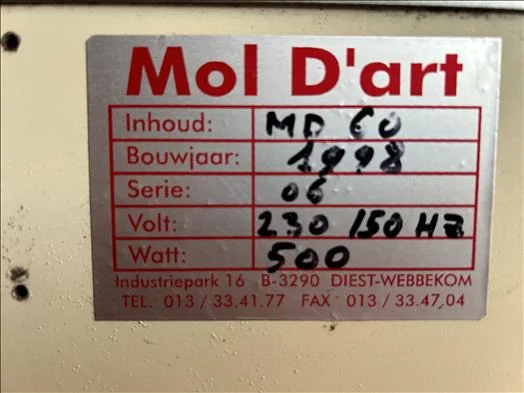 Mol D'art
Inhoud: MD 60
Bouwjaar: 1998
Serie: 06
Volt: 230 150 HZ
Watt: 500
Industriepark 16 B-3290 DIEST-WEBBEKOM
TEL. 013 / 33.41.77 FAX 013 / 33.47,04